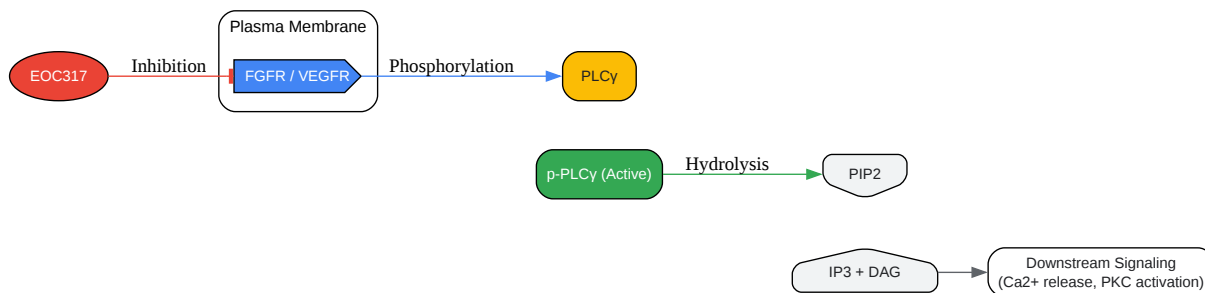 Plasma Membrane
EOC317
Inhibition
FGFR / VEGFR
Phosphorylation
PLCγ
p-PLCγ (Active)
Hydrolysis
PIP2
IP3 + DAG
Downstream Signaling
(Ca2+ release, PKC activation)